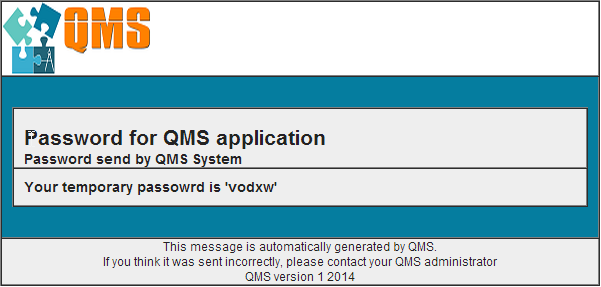 QMS
Password for QMS application
Password send by QMS System
Your temporary passowrd is 'vodxw'
This message is automatically generated by QMS.
If you think it was sent incorrectly, please contact your QMS administrator
QMS version 1 2014